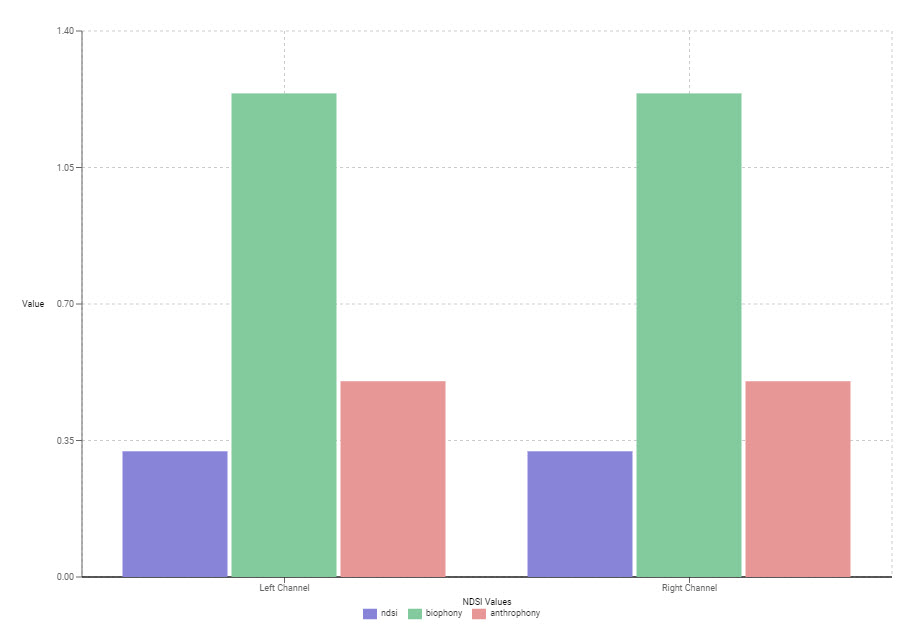 1.40
1.05
Value 0.70
0.35
0.00
Left Channel Right Channel
NDSI Values
ndsi biophony anthrophony